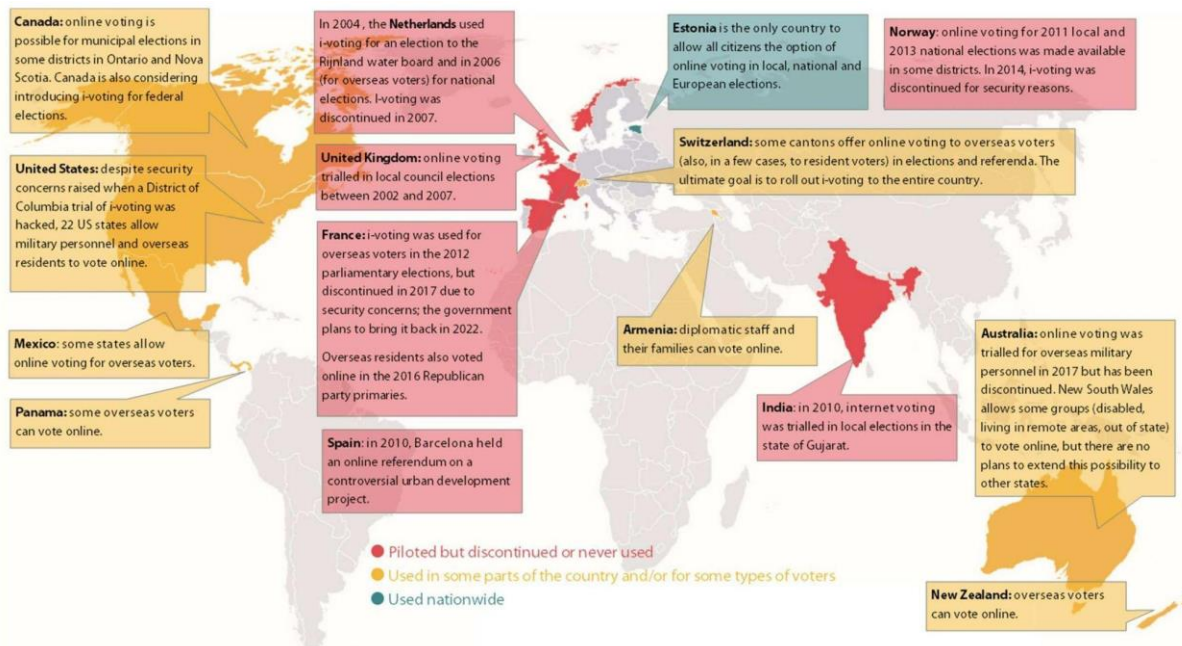 Canada: online voting is
possible for municipal elections in
some districts in Ontario and Nova
Scotia. Canada is also considering
introducing i-voting for federal
elections.
United States: despite security
concerns raised when a District of
Columbia trial of i-voting was
hacked, 22 US states allow
military personnel and overseas
residents to vote online.
Mexico: some states allow
online voting for overseas voters.
Panama: some overseas voters
can vote online.
In 2004 , the Netherlands used
i-voting for an election to the
Rijnland water board and in 2006
(for overseas voters) for national
elections. I-voting was
discontinued in 2007.
United Kingdom: online voting
trialled in local council elections
between 2002 and 2007.
France: i-voting was used for
overseas voters in the 2012
parliamentary elections, but
discontinued in 2017 due to
security concerns; the government
plans to bring it back in 2022.
Overseas residents also voted
online in the 2016 Republican
party primaries.
Spain: in 2010, Barcelona held
an online referendum on a
controversial urban development
project.
Estonia is the only country to
allow all citizens the option of
online voting in local, national and
European elections.
Norway: online voting for 2011 local and
2013 national elections was made available
in some districts. In 2014, i-voting was
discontinued for security reasons.
Switzerland: some cantons offer online voting to overseas voters
(also, in a few cases, to resident voters) in elections and referenda. The
ultimate goal is to roll out i-voting to the entire country.
Armenia: diplomatic staff and
their families can vote online.
India: in 2010, internet voting
was trialled in local elections in the
state of Gujarat.
Australia: online voting was
trialled for overseas military
personnel in 2017 but has been
discontinued. New South Wales
allows some groups (disabled,
living in remote areas, out of state)
to vote online, but there are no
plans to extend this possibility to
other states.
New Zealand: overseas voters
can vote online.
Piloted but discontinued or never used
Used in some parts of the country and/or for some types of voters
Used nationwide